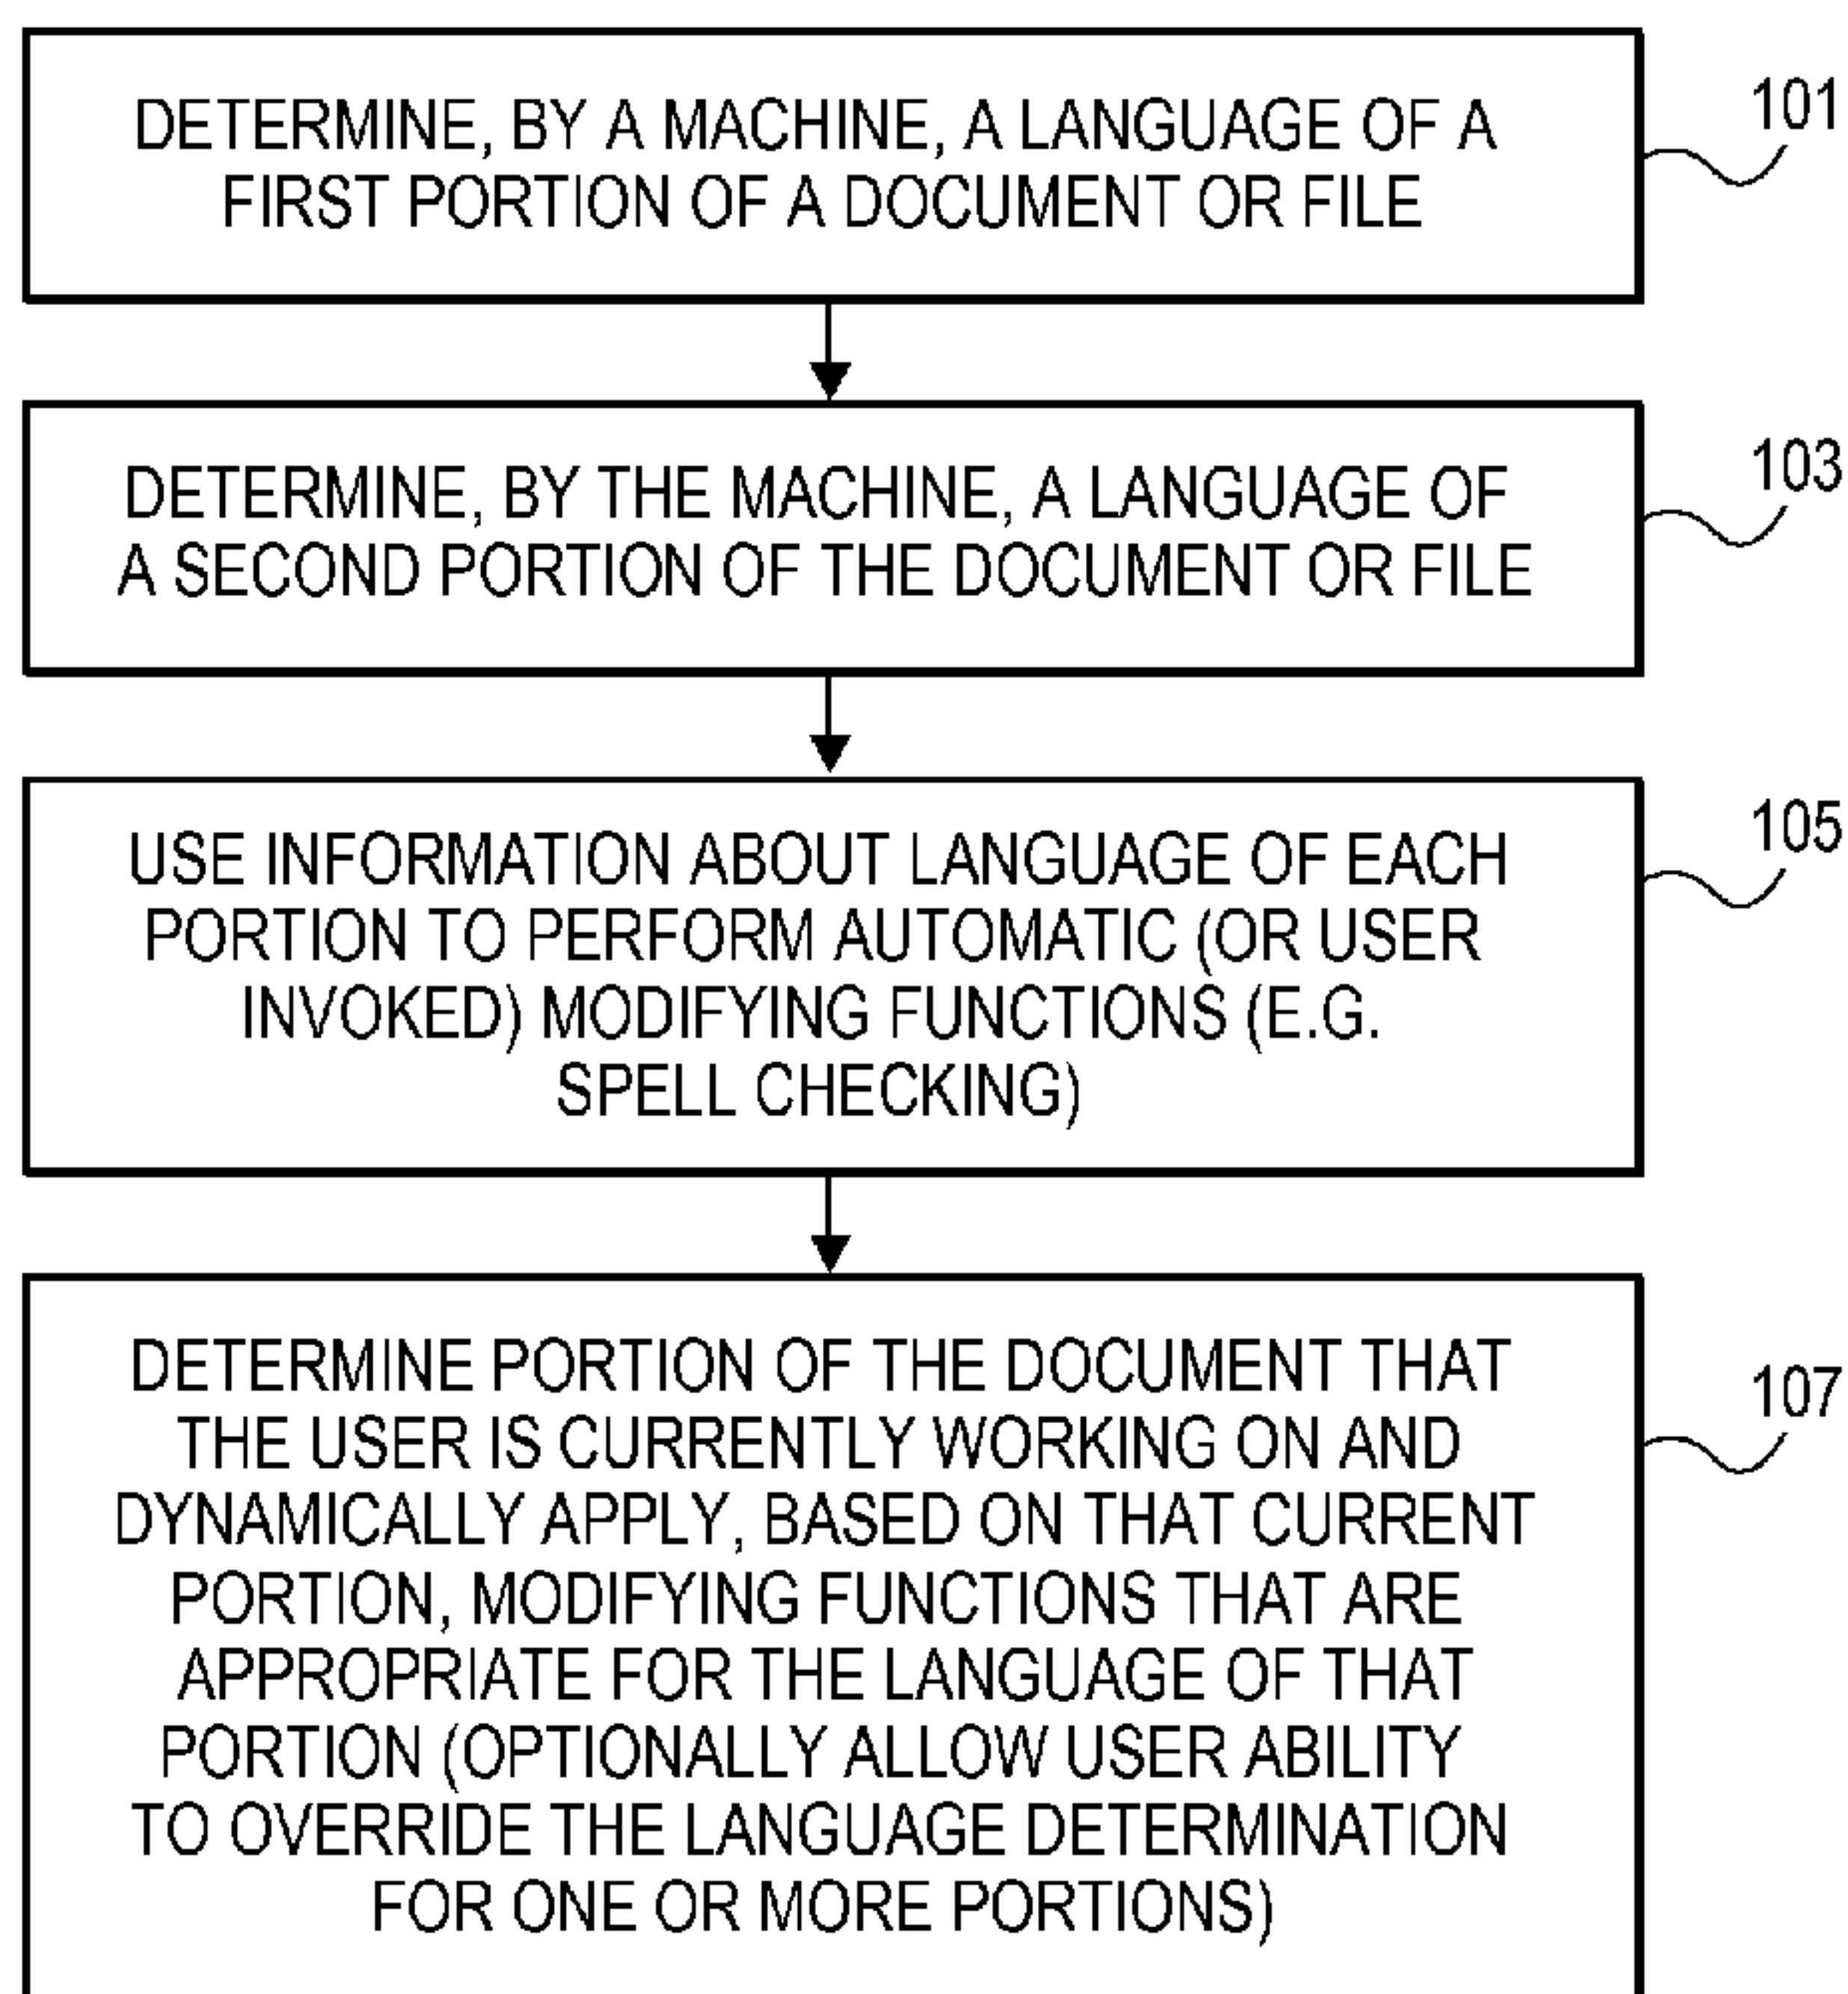 DETERMINE, BY A MACHINE, A LANGUAGE OF A
FIRST PORTION OF A DOCUMENT OR FILE
101
DETERMINE, BY THE MACHINE, A LANGUAGE OF
A SECOND PORTION OF THE DOCUMENT OR FILE
103
USE INFORMATION ABOUT LANGUAGE OF EACH
PORTION TO PERFORM AUTOMATIC (OR USER
INVOKED) MODIFYING FUNCTIONS (E.G.
SPELL CHECKING)
105
DETERMINE PORTION OF THE DOCUMENT THAT
THE USER IS CURRENTLY WORKING ON AND
DYNAMICALLY APPLY, BASED ON THAT CURRENT
PORTION, MODIFYING FUNCTIONS THAT ARE
APPROPRIATE FOR THE LANGUAGE OF THAT
PORTION (OPTIONALLY ALLOW USER ABILITY
TO OVERRIDE THE LANGUAGE DETERMINATION
FOR ONE OR MORE PORTIONS)
107